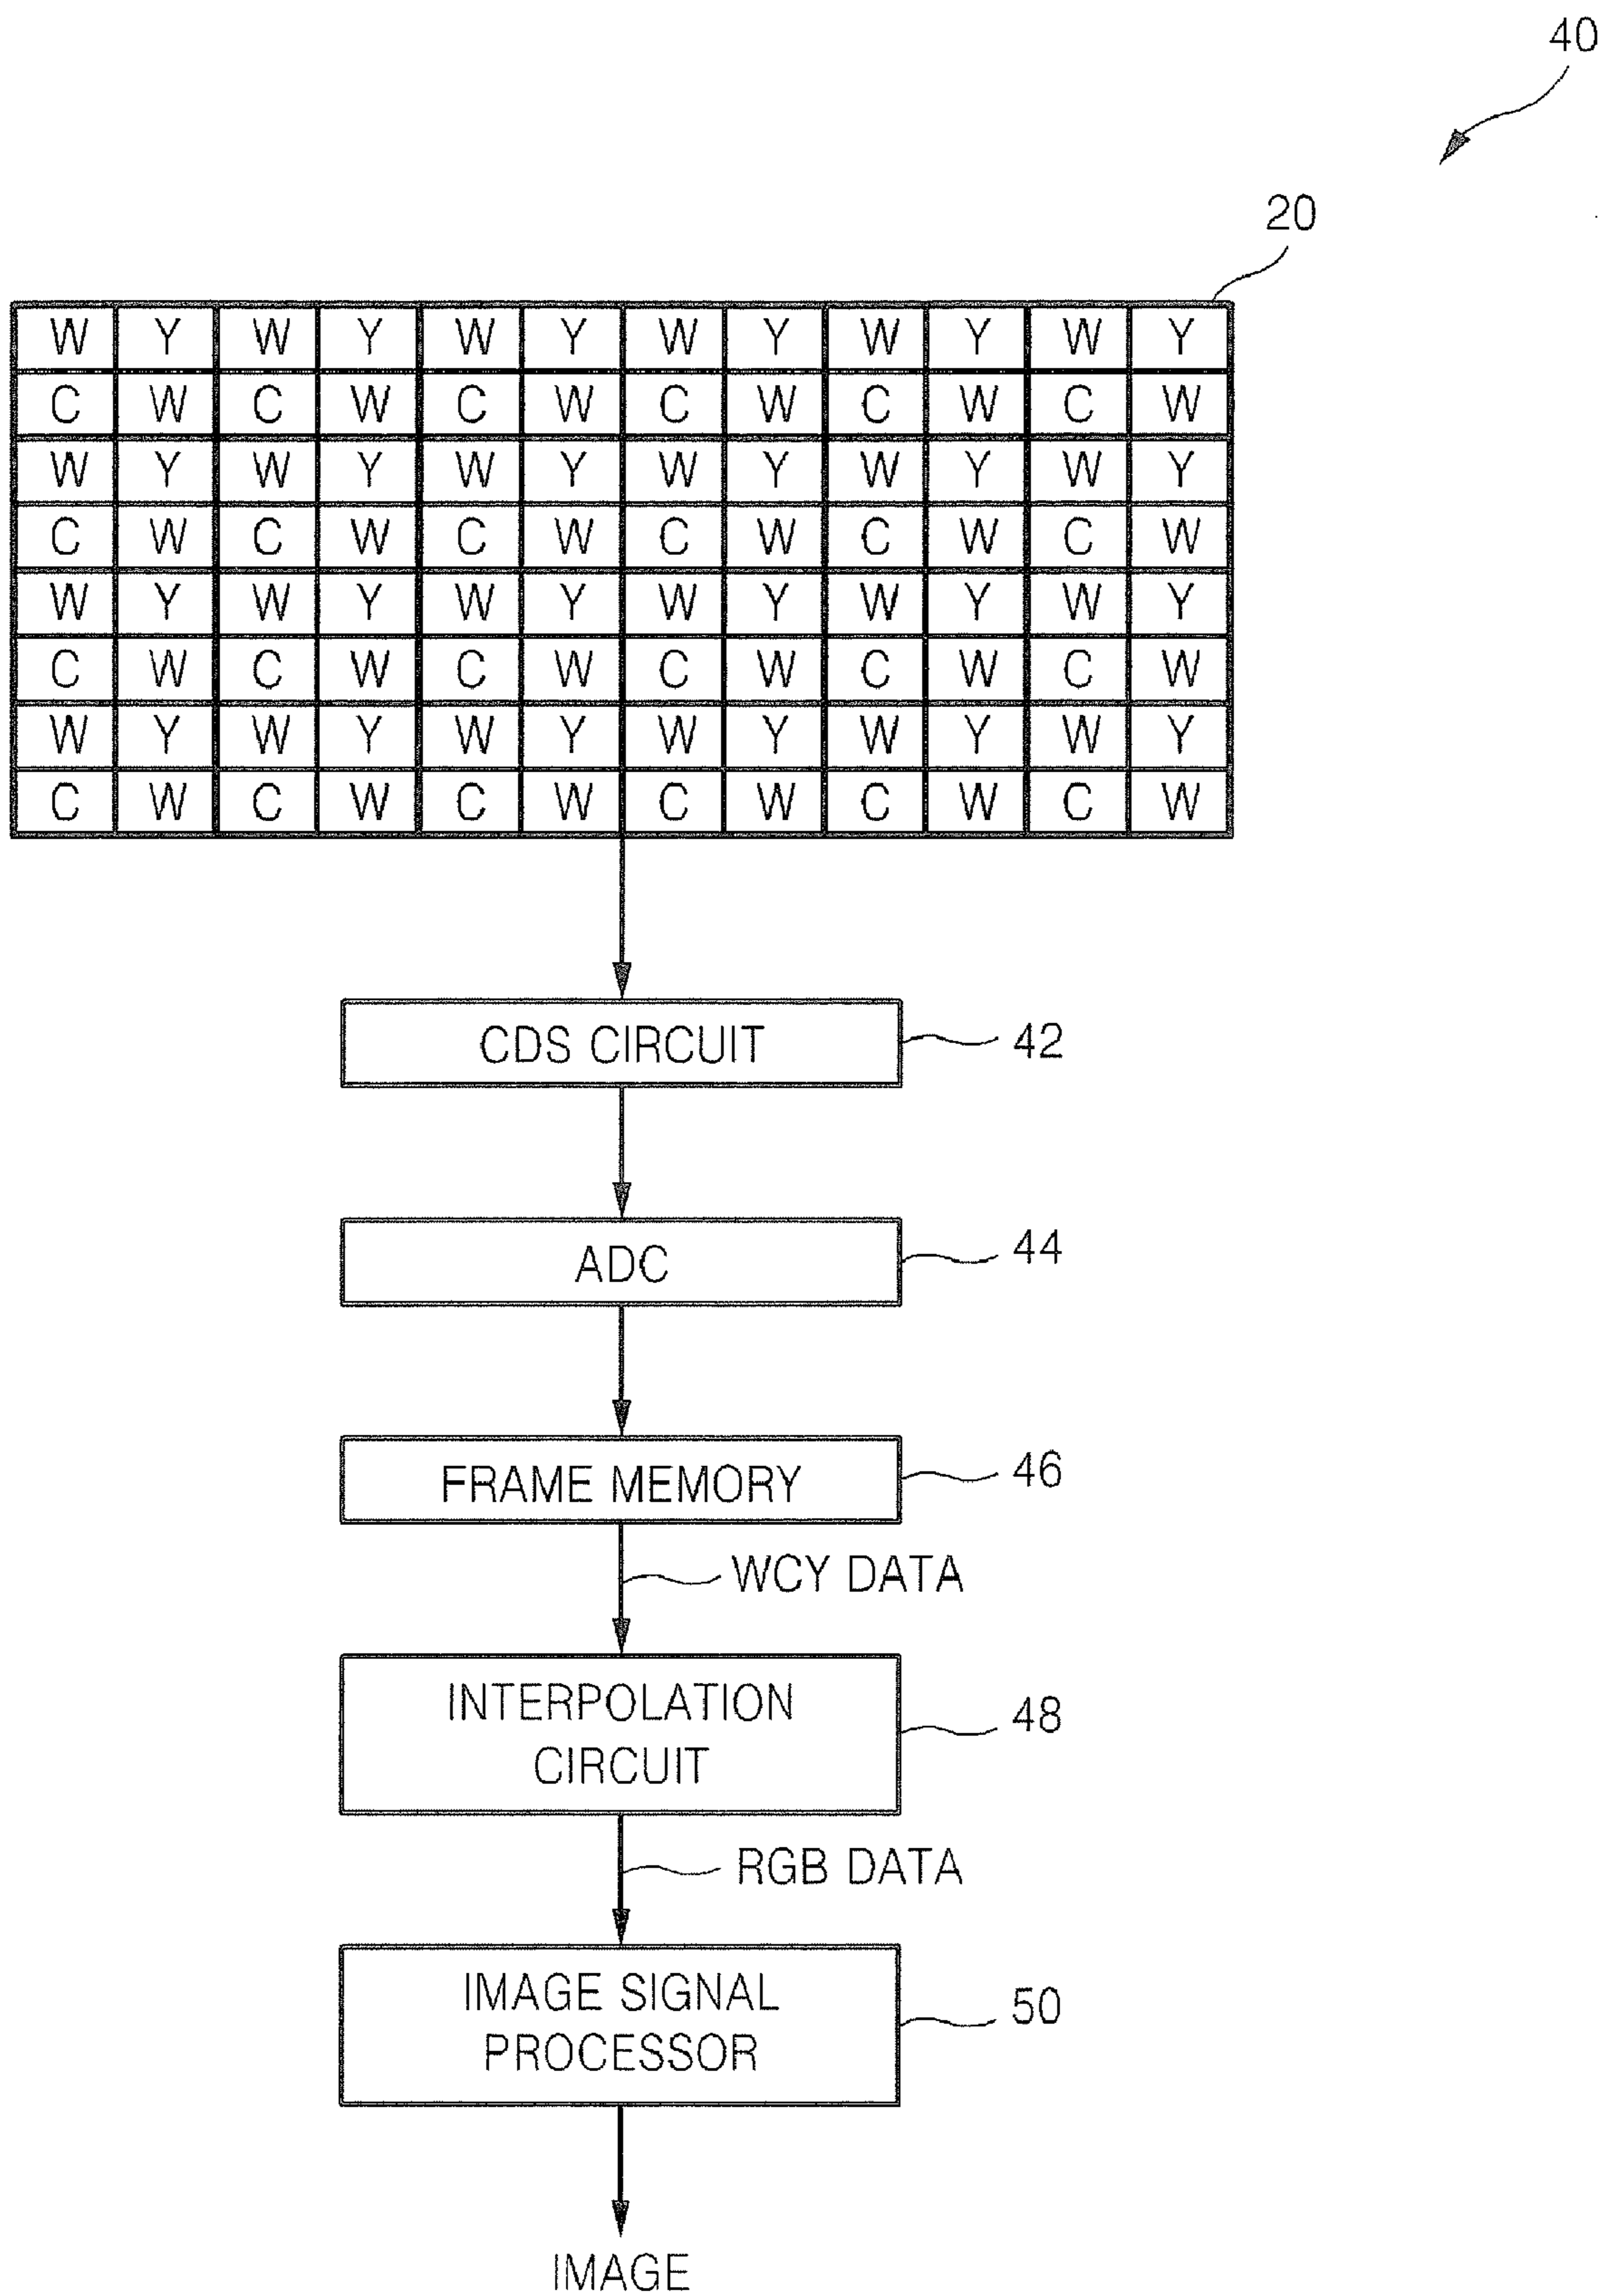 40
20
W Y W Y W Y W Y W Y W Y
C W C W C W C W C W C W
W Y W Y W Y W Y W Y W Y
C W C W C W C W C W C W
W Y W Y W Y W Y W Y W Y
C W C W C W C W C W C W
W Y W Y W Y W Y W Y W Y
C W C W C W C W C W C W
CDS CIRCUIT
42
ADC
44
FRAME MEMORY
46
WCY DATA
INTERPOLATION
CIRCUIT
48
RGB DATA
IMAGE SIGNAL
PROCESSOR
50
IMAGE